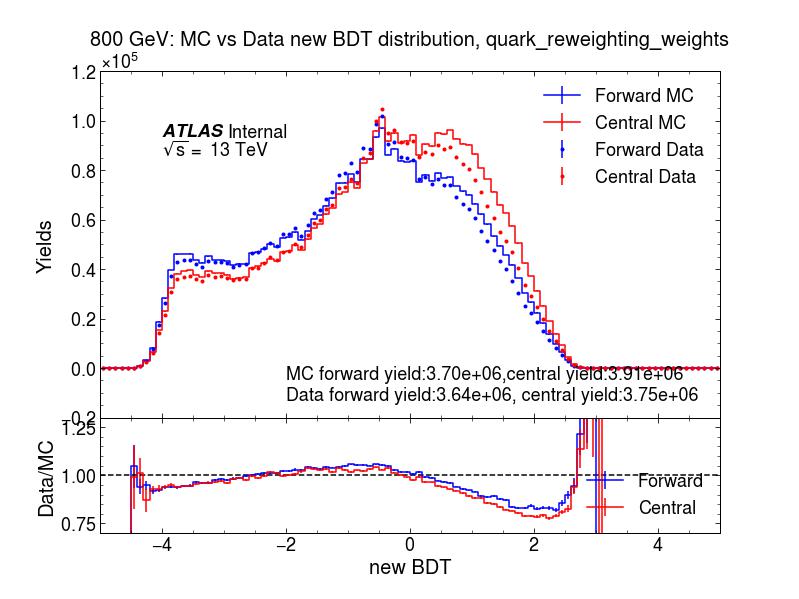 800 GeV: MC vs Data new BDT distribution, quark_reweighting_weights
×10⁵
1.2
1.0
0.8
0.6
0.4
0.2
0.0
0.2
Yields
ATLAS Internal
√s = 13 TeV
Forward MC
Central MC
Forward Data
Central Data
MC forward yield:3.70e+06,central yield:3.91e+06
Data forward yield:3.64e+06, central yield:3.75e+06
1.25
1.00
0.75
Data/MC
Forward
Central
−4 −2 0 2 4
new BDT